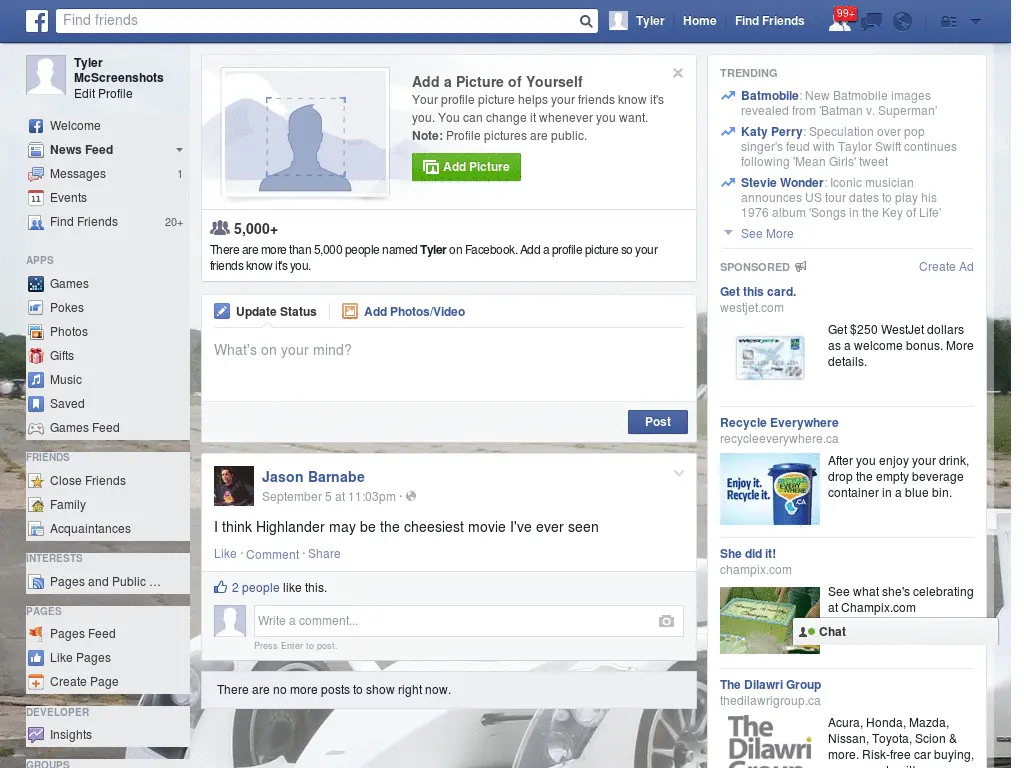 Find friends
Tyler
Home
Find Friends
99+
Tyler
McScreenshots
Edit Profile
Welcome
News Feed
Messages 1
11 Events
Find Friends 20+
APPS
Games
Pokes
Photos
Gifts
Music
Saved
Games Feed
FRIENDS
Close Friends
Family
Acquaintances
INTERESTS
Pages and Public ...
PAGES
Pages Feed
Like Pages
Create Page
DEVELOPER
Insights
GROUPS
Add a Picture of Yourself
Your profile picture helps your friends know it's
you. You can change it whenever you want.
Note: Profile pictures are public.
Add Picture
5,000+
There are more than 5,000 people named Tyler on Facebook. Add a profile picture so your
friends know it's you.
Update Status
Add Photos/Video
What's on your mind?
Post
Jason Barnabe
September 5 at 11:03pm ·
I think Highlander may be the cheesiest movie I've ever seen
Like · Comment · Share
2 people like this.
Write a comment...
Press Enter to post.
There are no more posts to show right now.
TRENDING
Batmobile: New Batmobile images
revealed from 'Batman v. Superman'
Katy Perry: Speculation over pop
singer's feud with Taylor Swift continues
following 'Mean Girls' tweet
Stevie Wonder: Iconic musician
announces US tour dates to play his
1976 album 'Songs in the Key of Life'
See More
SPONSORED
Create Ad
Get this card.
westjet.com
WESTJET
Get $250 WestJet dollars
as a welcome bonus. More
details.
Recycle Everywhere
recycleeverywhere.ca
Enjoy it.
Recycle it.
RECYCLE
EVERYWHERE
.CA
After you enjoy your drink,
drop the empty beverage
container in a blue bin.
She did it!
champix.com
See what she's celebrating
at Champix.com
Chat
The Dilawri Group
thedilawrigroup.ca
The
Dilawri
Group
Acura, Honda, Mazda,
Nissan, Toyota, Scion &
more. Risk-free car buying,